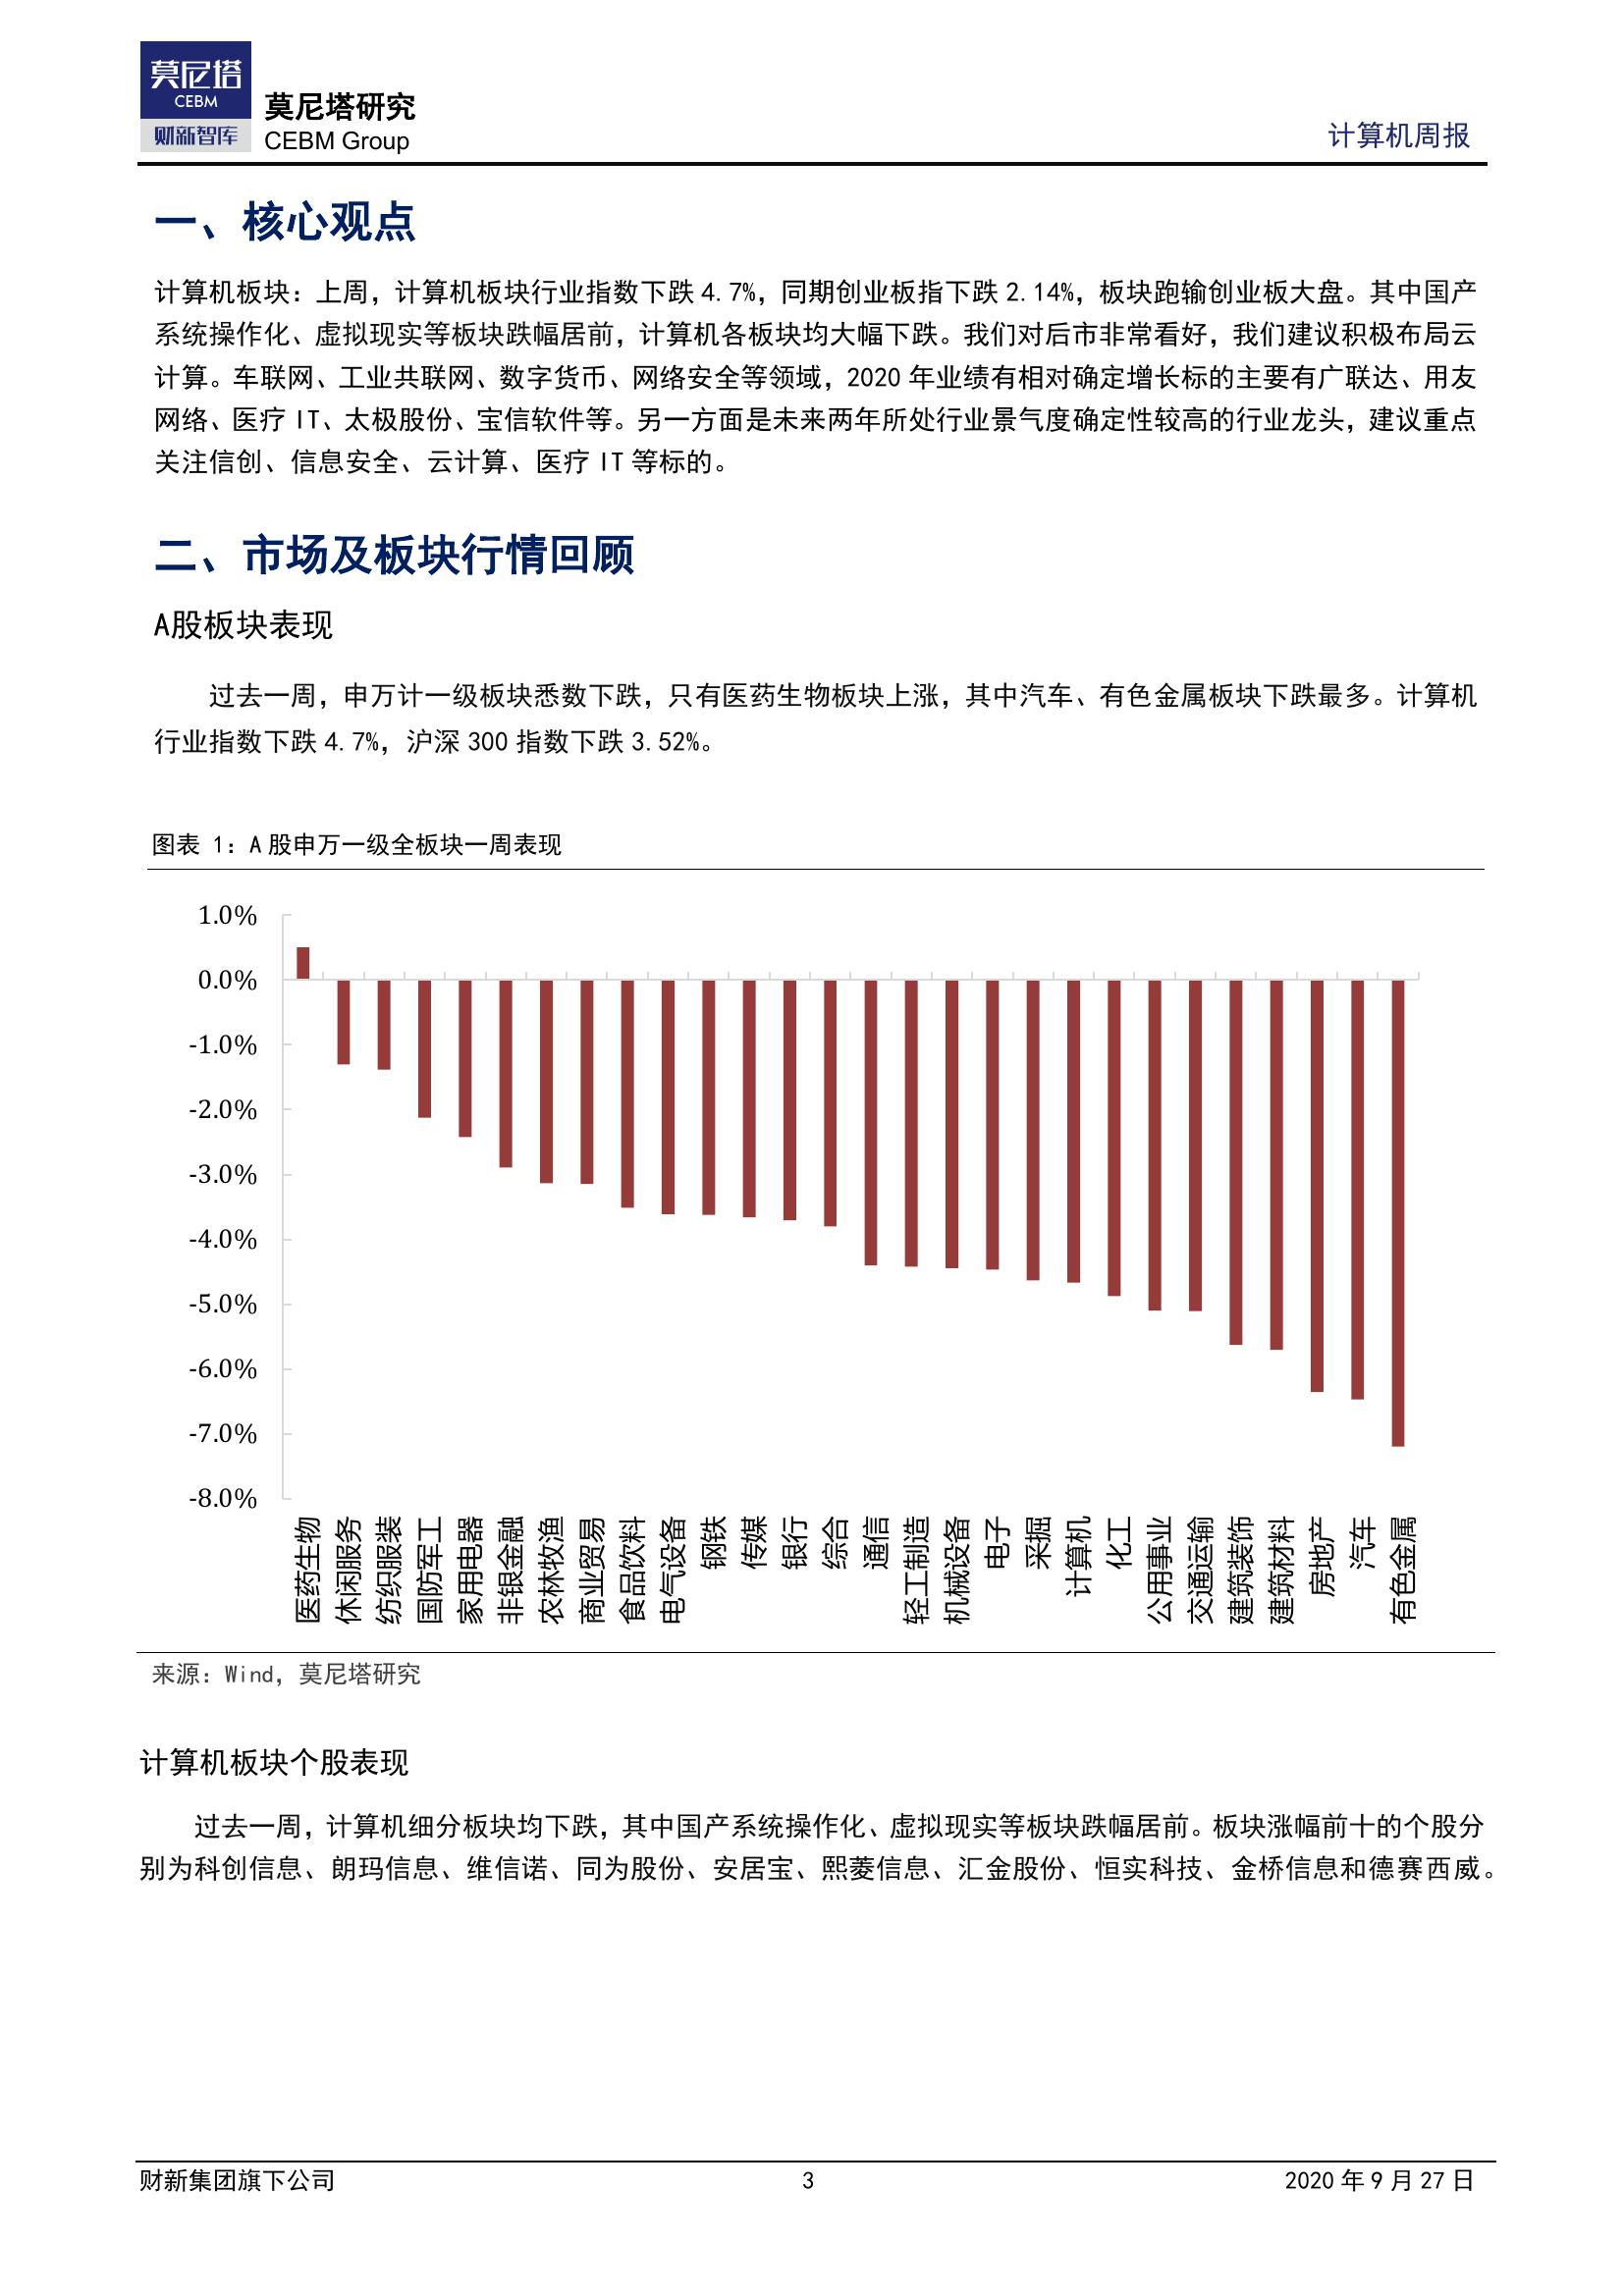 莫尼塔
CEBM
财新智库
莫尼塔研究
CEBM Group
计算机周报
一、核心观点
计算机板块：上周，计算机板块行业指数下跌 4.7%，同期创业板指下跌 2.14%，板块跑输创业板大盘。其中国产
系统操作化、虚拟现实等板块跌幅居前，计算机各板块均大幅下跌。我们对后市非常看好，我们建议积极布局云
计算。车联网、工业共联网、数字货币、网络安全等领域，2020 年业绩有相对确定增长标的主要有广联达、用友
网络、医疗 IT、太极股份、宝信软件等。另一方面是未来两年所处行业景气度确定性较高的行业龙头，建议重点
关注信创、信息安全、云计算、医疗 IT 等标的。
二、市场及板块行情回顾
A股板块表现
过去一周，申万计一级板块悉数下跌，只有医药生物板块上涨，其中汽车、有色金属板块下跌最多。计算机
行业指数下跌 4.7%，沪深 300 指数下跌 3.52%。
图表 1：A 股申万一级全板块一周表现
1.0%
0.0%
-1.0%
-2.0%
-3.0%
-4.0%
-5.0%
-6.0%
-7.0%
-8.0%
医药生物
休闲服务
纺织服装
国防军工
家用电器
非银金融
农林牧渔
商业贸易
食品饮料
电气设备
钢铁
传媒
银行
综合
通信
轻工制造
机械设备
电子
采掘
计算机
化工
公用事业
交通运输
建筑装饰
建筑材料
房地产
汽车
有色金属
来源：Wind，莫尼塔研究
计算机板块个股表现
过去一周，计算机细分板块均下跌，其中国产系统操作化、虚拟现实等板块跌幅居前。板块涨幅前十的个股分
别为科创信息、朗玛信息、维信诺、同为股份、安居宝、熙菱信息、汇金股份、恒实科技、金桥信息和德赛西威。
财新集团旗下公司
3
2020 年 9 月 27 日